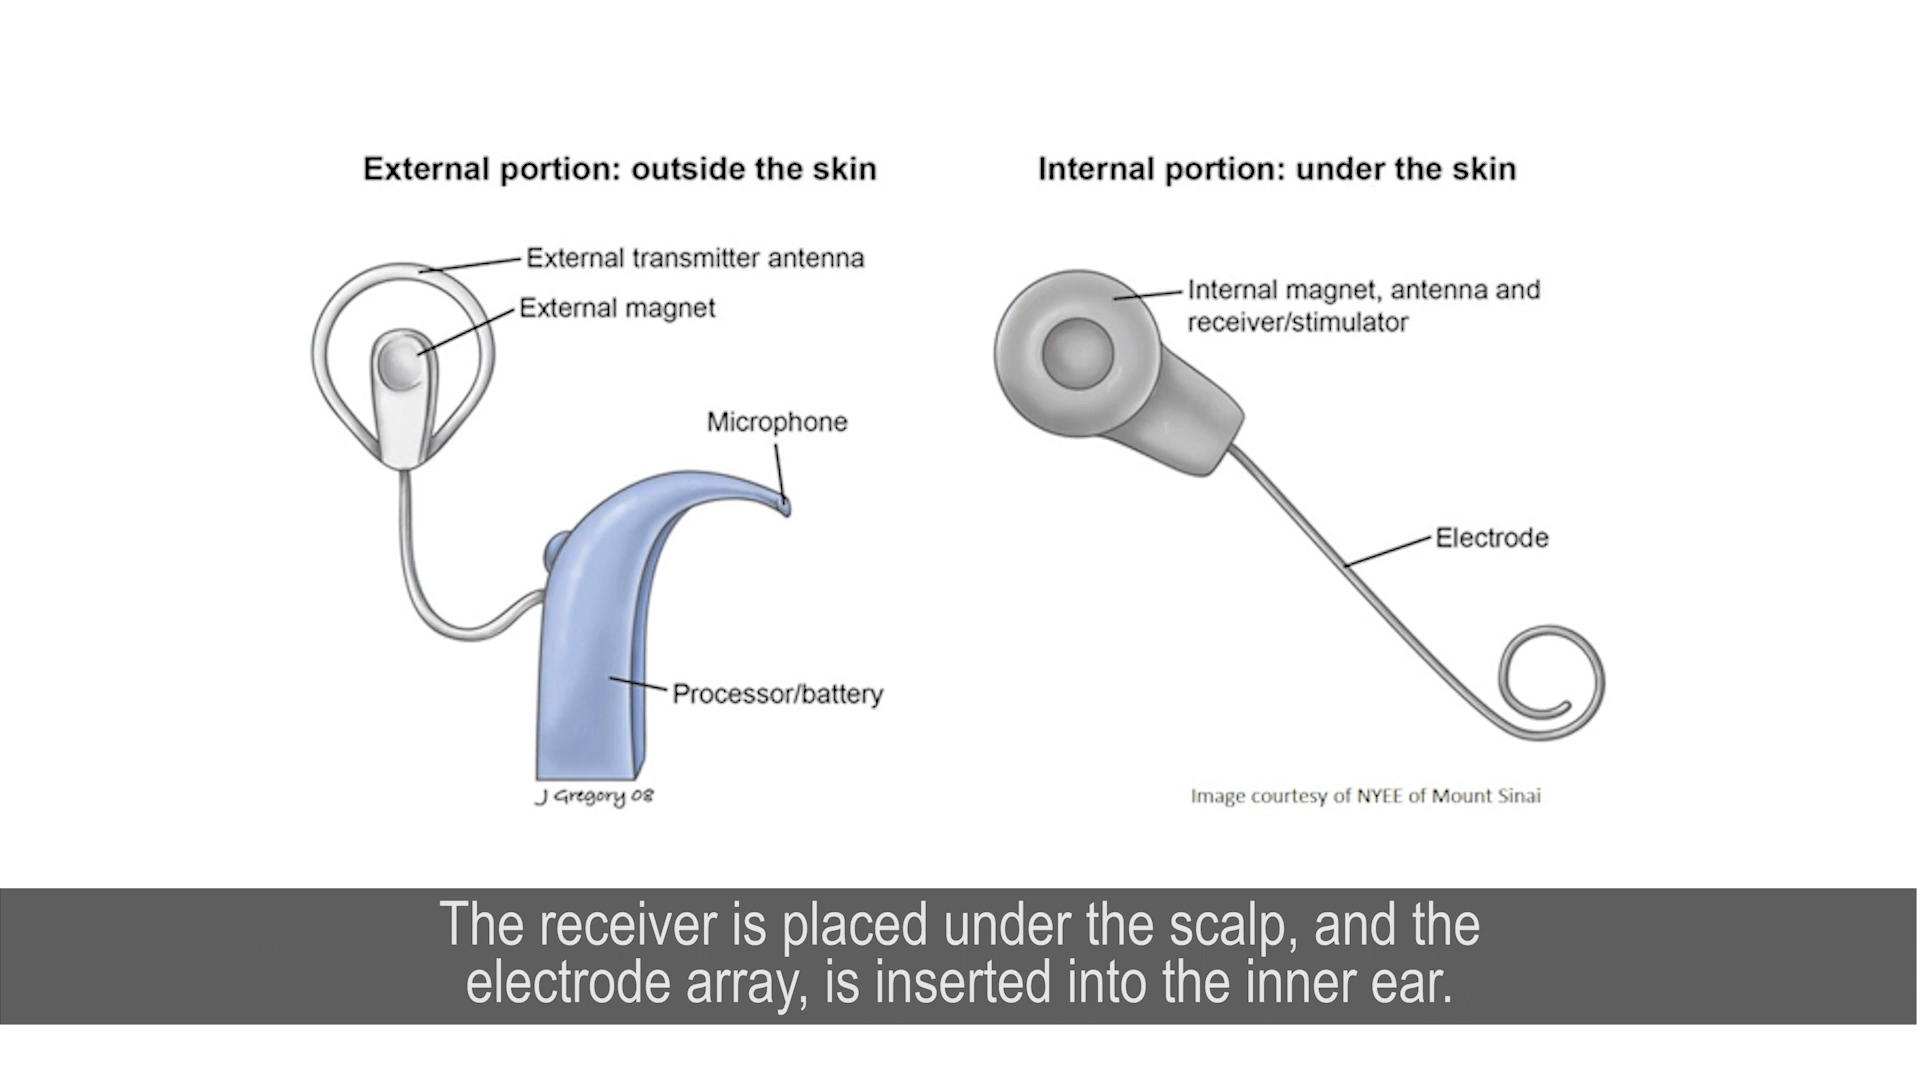 External portion: outside the skin
External transmitter antenna
External magnet
Microphone
Processor/battery
J Gregory 08
Internal portion: under the skin
Internal magnet, antenna and
receiver/stimulator
Electrode
Image courtesy of NYEE of Mount Sinai
The receiver is placed under the scalp, and the
electrode array, is inserted into the inner ear.